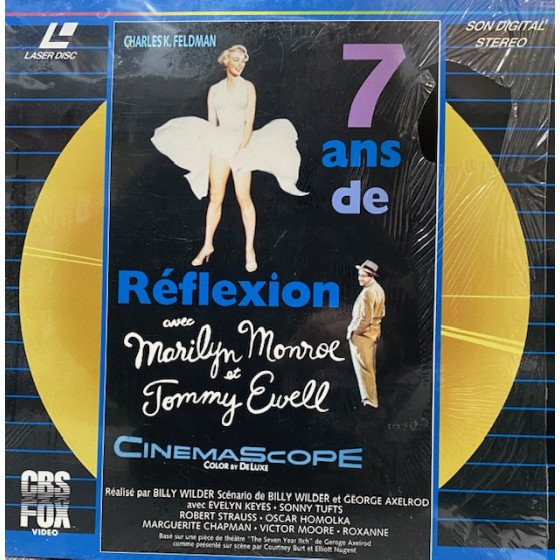 LASER DISC
CHARLES K. FELDMAN
SON DIGITAL
STEREO
7
ans
de
Réflexion
avec
Marilyn Monroe
et
Tommy Ewell
CINEMASCOPE
COLOR BY DE LUXE
CBS
FOX
VIDEO
Réalisé par BILLY WILDER Scénario de BILLY WILDER et GEORGE AXELROD
avec EVELYN KEYES • SONNY TUFTS
ROBERT STRAUSS • OSCAR HOMOLKA
MARGUERITE CHAPMAN • VICTOR MOORE • ROXANNE
Basé sur une pièce de théâtre "The Seven Year Itch" de George Axelrod
comme présenté sur scène par Courtney Burt et Elliott Nugent